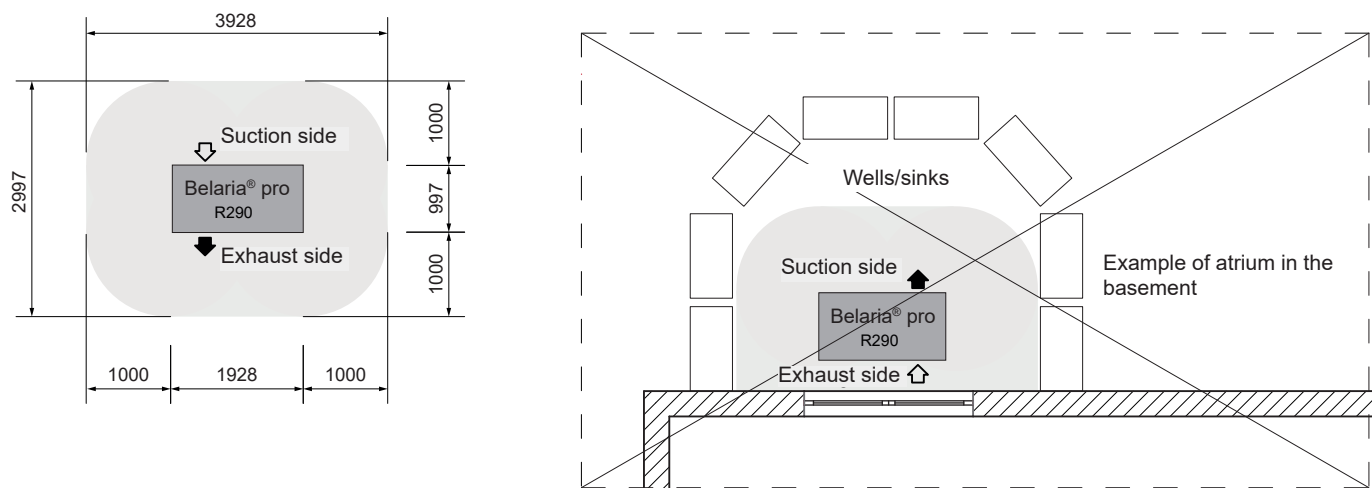 3928
2997
Suction side
Belaria® pro
R290
Exhaust side
1000
997
1000
1000
1928
1000
Wells/sinks
Suction side
Belaria® pro
R290
Exhaust side
Example of atrium in the
basement